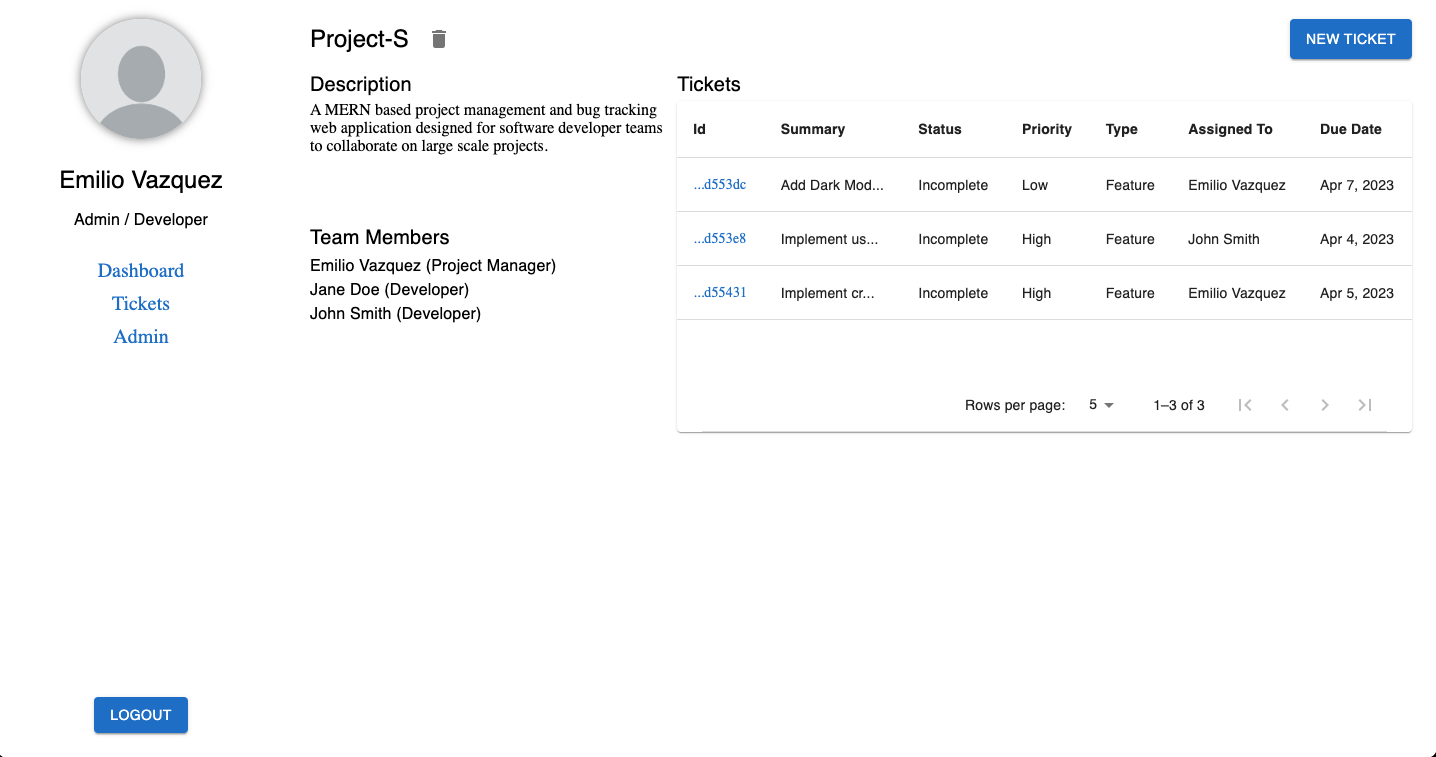 Emilio Vazquez
Admin / Developer
Dashboard
Tickets
Admin
LOGOUT
Project-S
NEW TICKET
Description
A MERN based project management and bug tracking
web application designed for software developer teams
to collaborate on large scale projects.
Team Members
Emilio Vazquez (Project Manager)
Jane Doe (Developer)
John Smith (Developer)
Tickets
Id Summary Status Priority Type Assigned To Due Date
...d553dc Add Dark Mod... Incomplete Low Feature Emilio Vazquez Apr 7, 2023
...d553e8 Implement us... Incomplete High Feature John Smith Apr 4, 2023
...d55431 Implement cr... Incomplete High Feature Emilio Vazquez Apr 5, 2023
Rows per page: 5 1–3 of 3